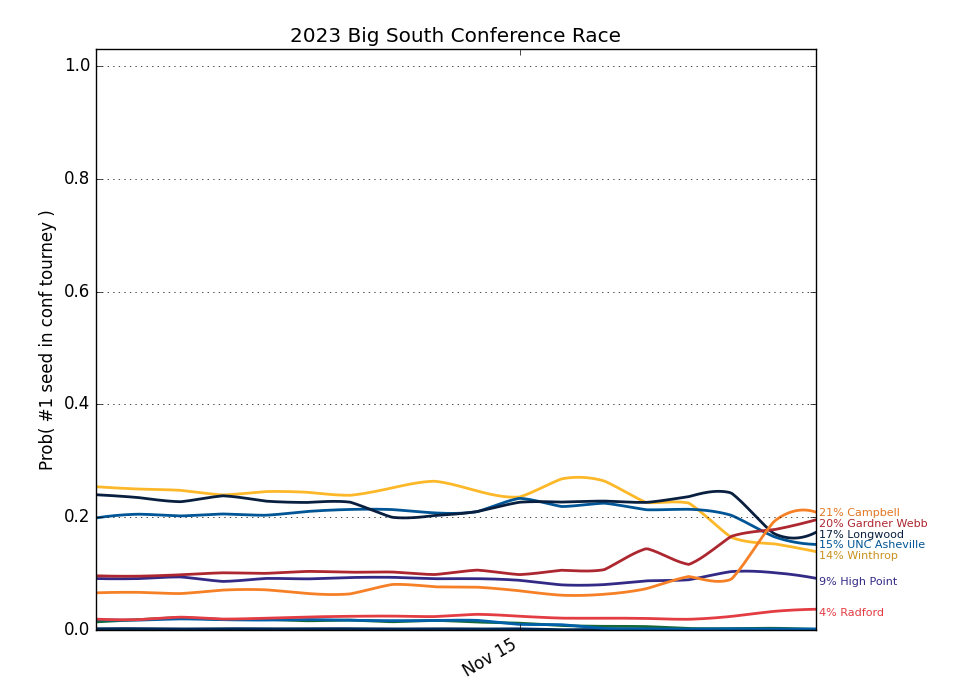 2023 Big South Conference Race
Prob( #1 seed in conf tourney )
1.0
0.8
0.6
0.4
0.2
0.0
Nov 15
21% Campbell
20% Gardner Webb
17% Longwood
15% UNC Asheville
14% Winthrop
9% High Point
4% Radford